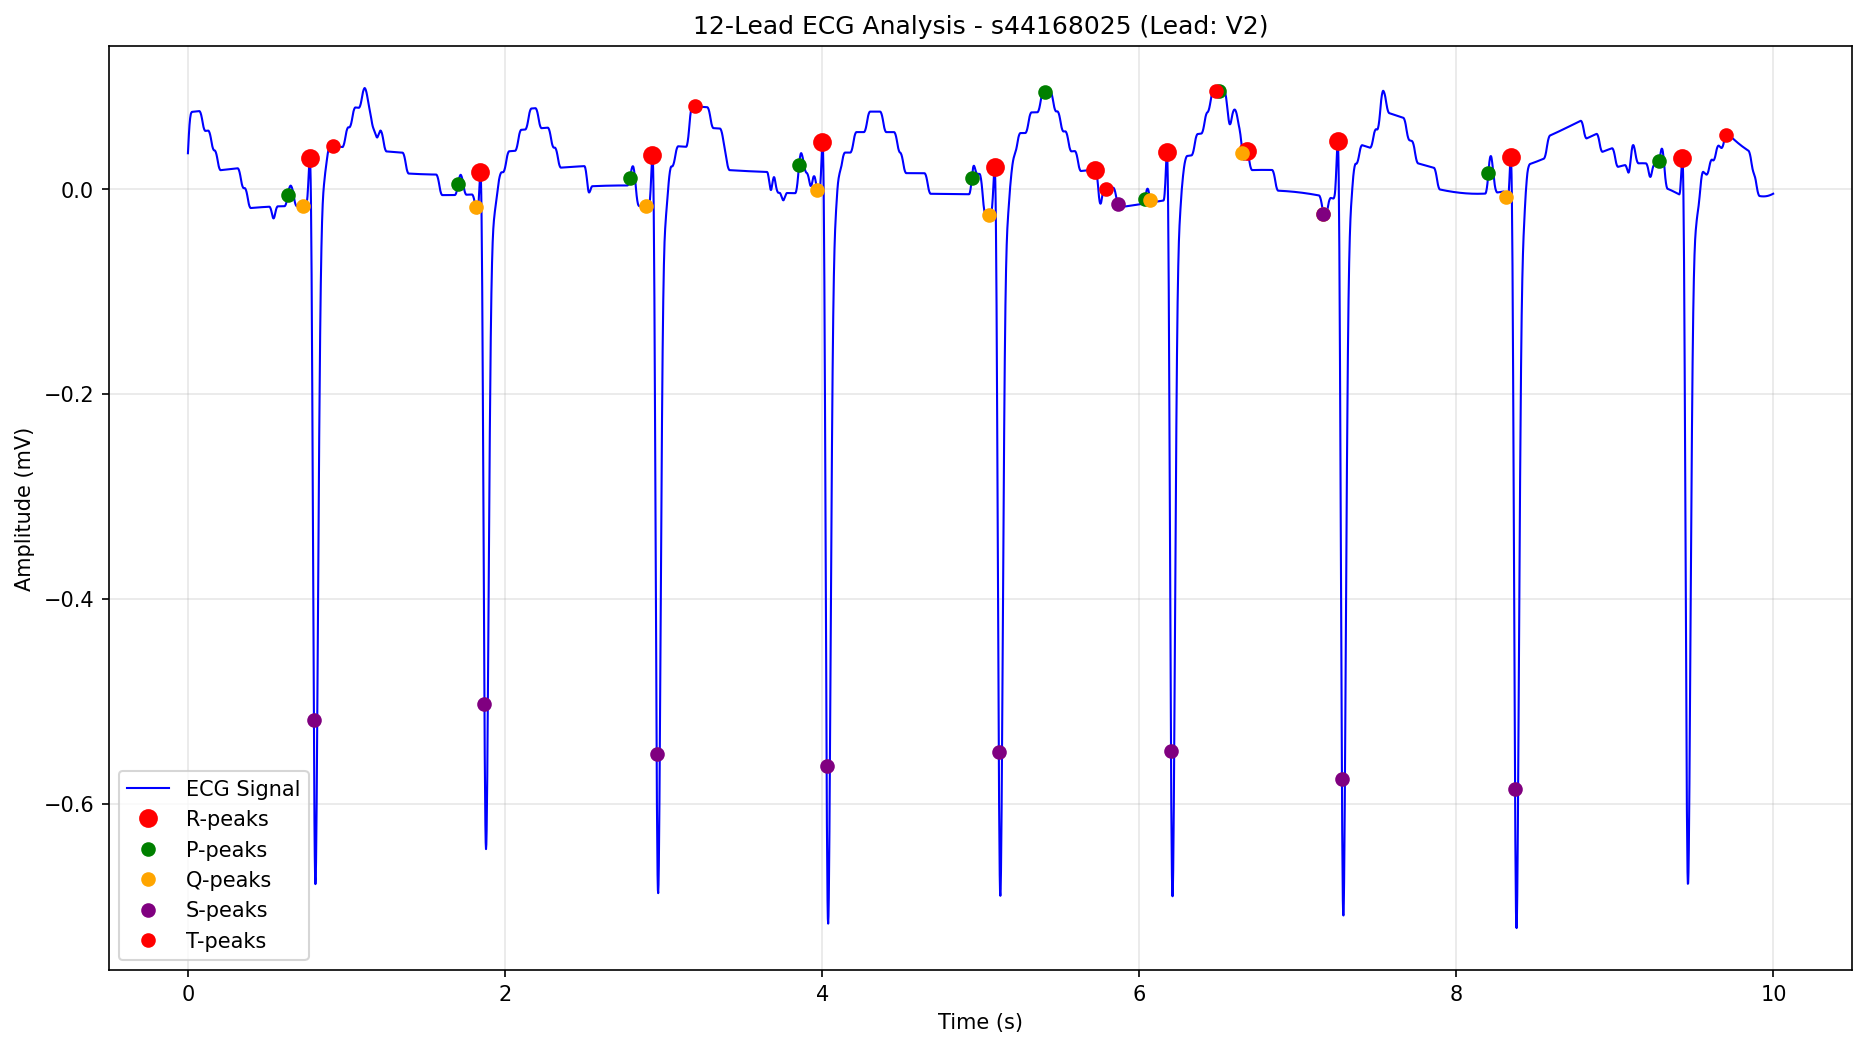 12-Lead ECG Analysis - s44168025 (Lead: V2)
Amplitude (mV)
0.0
−0.2
−0.4
−0.6
ECG Signal
R-peaks
P-peaks
Q-peaks
S-peaks
T-peaks
0 2 4 6 8 10
Time (s)